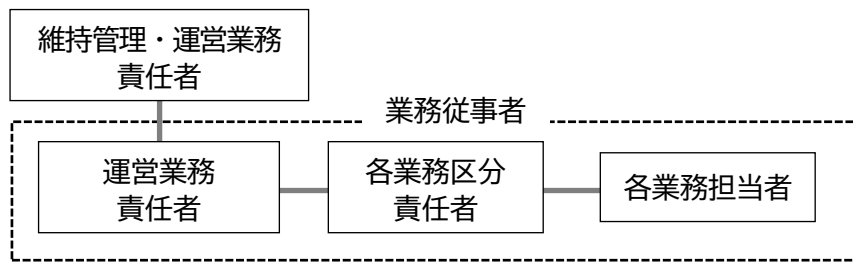 維持管理・運営業務
責任者
業務従事者
運営業務
責任者
各業務区分
責任者
各業務担当者